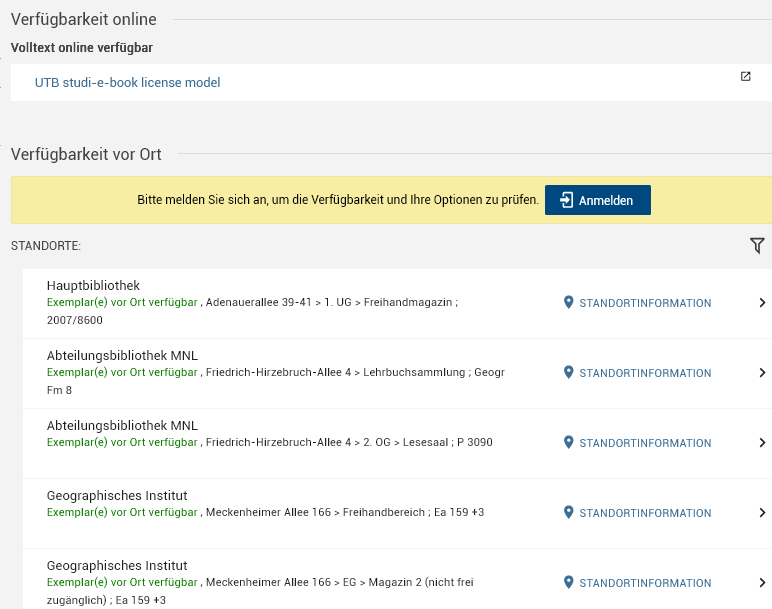 Verfügbarkeit online
Volltext online verfügbar
UTB studi-e-book license model
Verfügbarkeit vor Ort
Bitte melden Sie sich an, um die Verfügbarkeit und Ihre Optionen zu prüfen. Anmelden
STANDORTE:
Hauptbibliothek
Exemplar(e) vor Ort verfügbar , Adenauerallee 39-41 > 1. UG > Freihandmagazin ;
2007/8600
STANDORTINFORMATION
Abteilungsbibliothek MNL
Exemplar(e) vor Ort verfügbar , Friedrich-Hirzebruch-Allee 4 > Lehrbuchsammlung ; Geogr
Fm 8
STANDORTINFORMATION
Abteilungsbibliothek MNL
Exemplar(e) vor Ort verfügbar , Friedrich-Hirzebruch-Allee 4 > 2. OG > Lesesaal ; P 3090
STANDORTINFORMATION
Geographisches Institut
Exemplar(e) vor Ort verfügbar , Meckenheimer Allee 166 > Freihandbereich ; Ea 159 +3
STANDORTINFORMATION
Geographisches Institut
Exemplar(e) vor Ort verfügbar , Meckenheimer Allee 166 > EG > Magazin 2 (nicht frei
zugänglich) ; Ea 159 +3
STANDORTINFORMATION